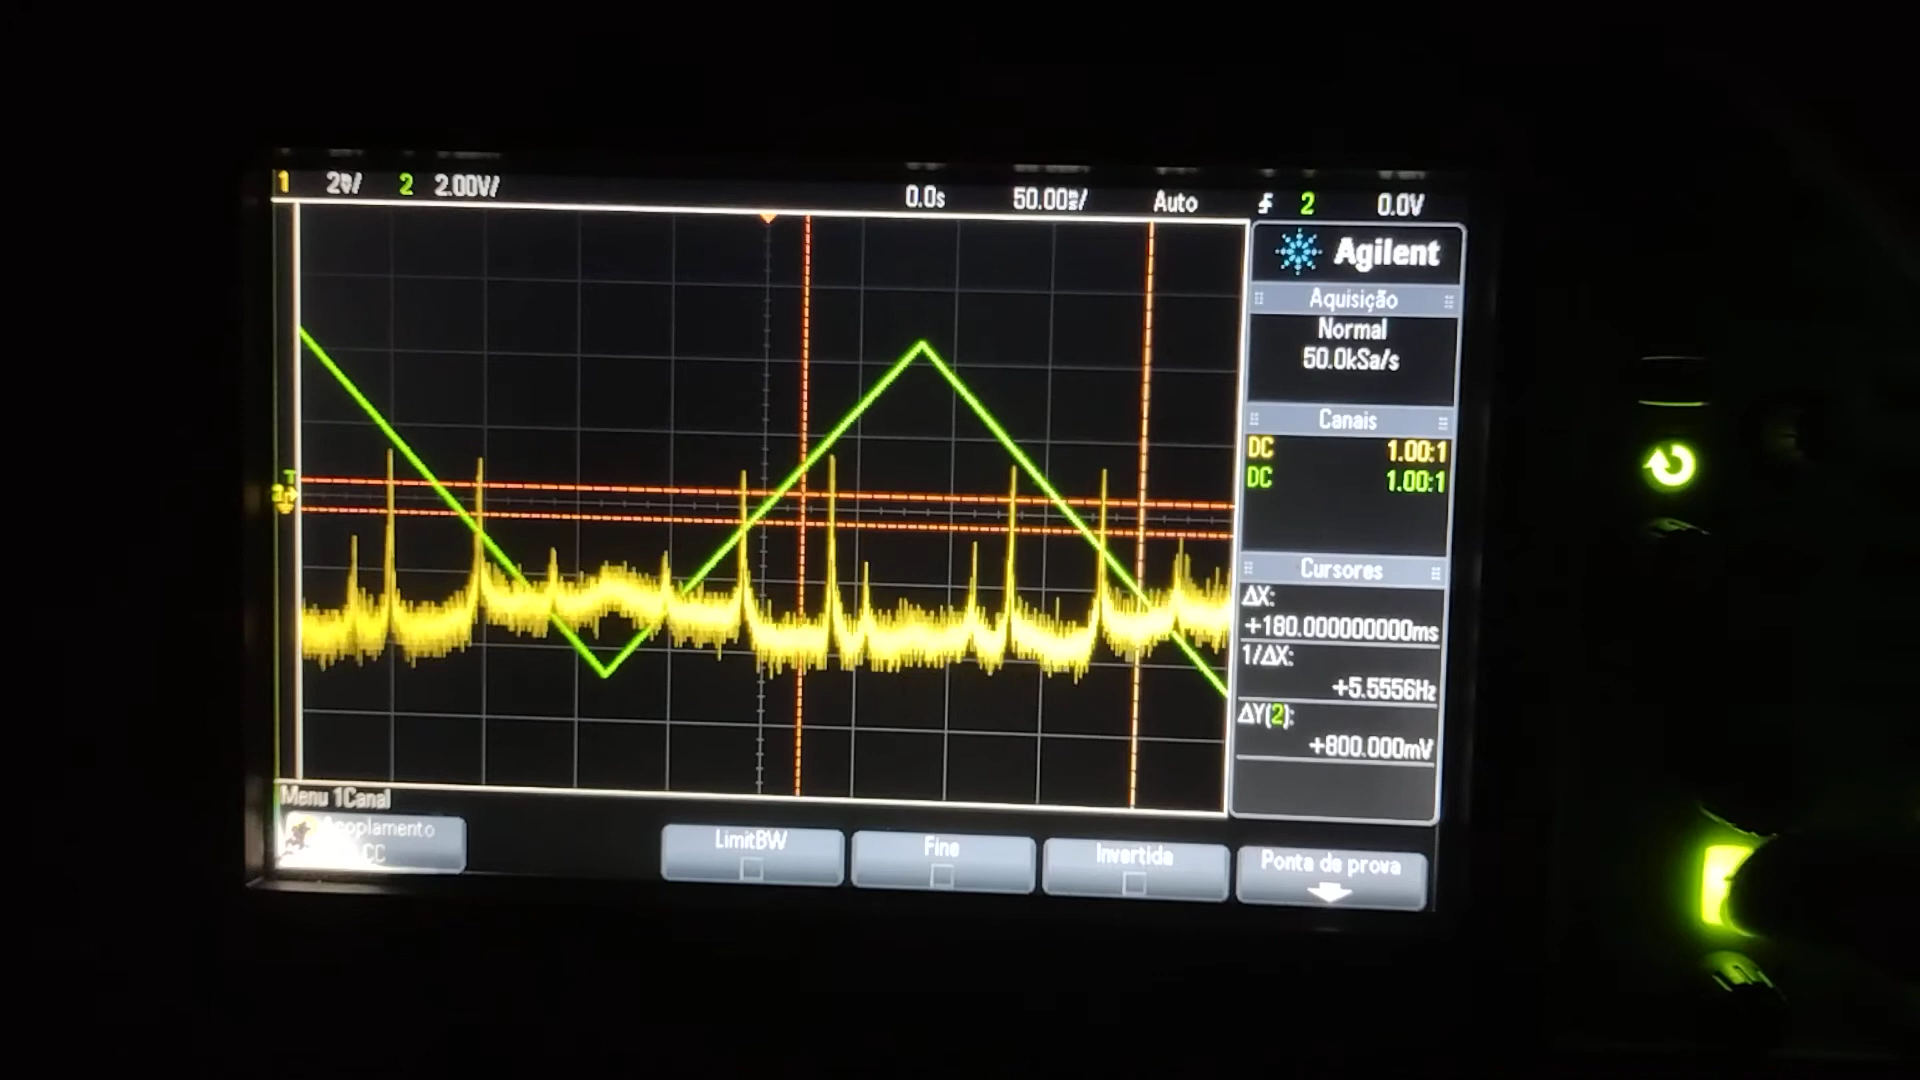 1 2V/ 2 2.00V/ 0.0s 50.00ms/ Auto 2 0.0V
Agilent
Aquisição
Normal
50.0kSa/s
Canais
DC 1.00:1
DC 1.00:1
Cursores
ΔX:
+180.000000000ms
1/ΔX:
+5.5556Hz
ΔY(2):
+800.000mV
Menu 1Canal
Acoplamento
CC
LimitBW
Fine
Invertida
Ponta de prova